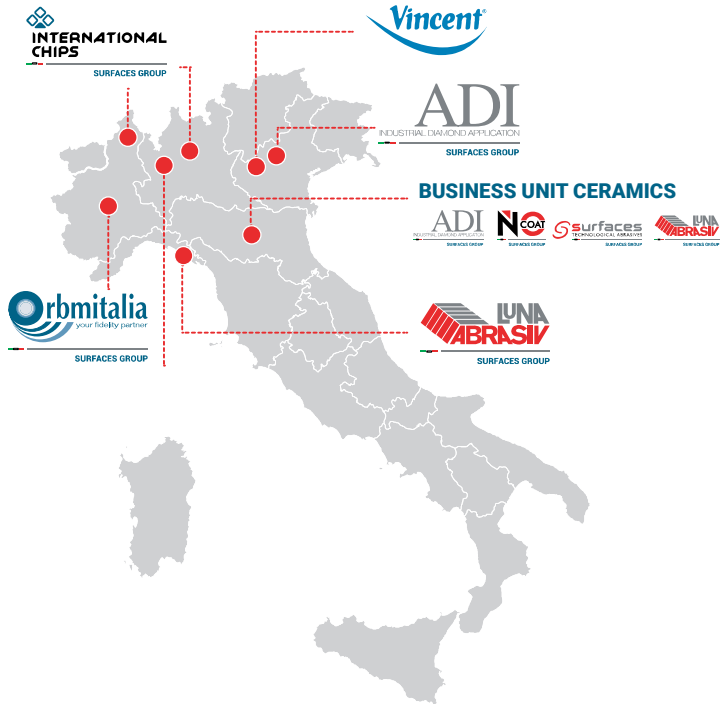 INTERNATIONAL
CHIPS
SURFACES GROUP
Vincent®
ADI
INDUSTRIAL DIAMOND APPLICATION
SURFACES GROUP
BUSINESS UNIT CERAMICS
ADI
INDUSTRIAL DIAMOND APPLICATION
SURFACES GROUP
NO COAT
SURFACES GROUP
surfaces
TECHNOLOGICAL ABRASIVES
SURFACES GROUP
LUNA
ABRASIV
SURFACES GROUP
Orbmitalia
your fidelity partner
SURFACES GROUP
LUNA
ABRASIV
SURFACES GROUP